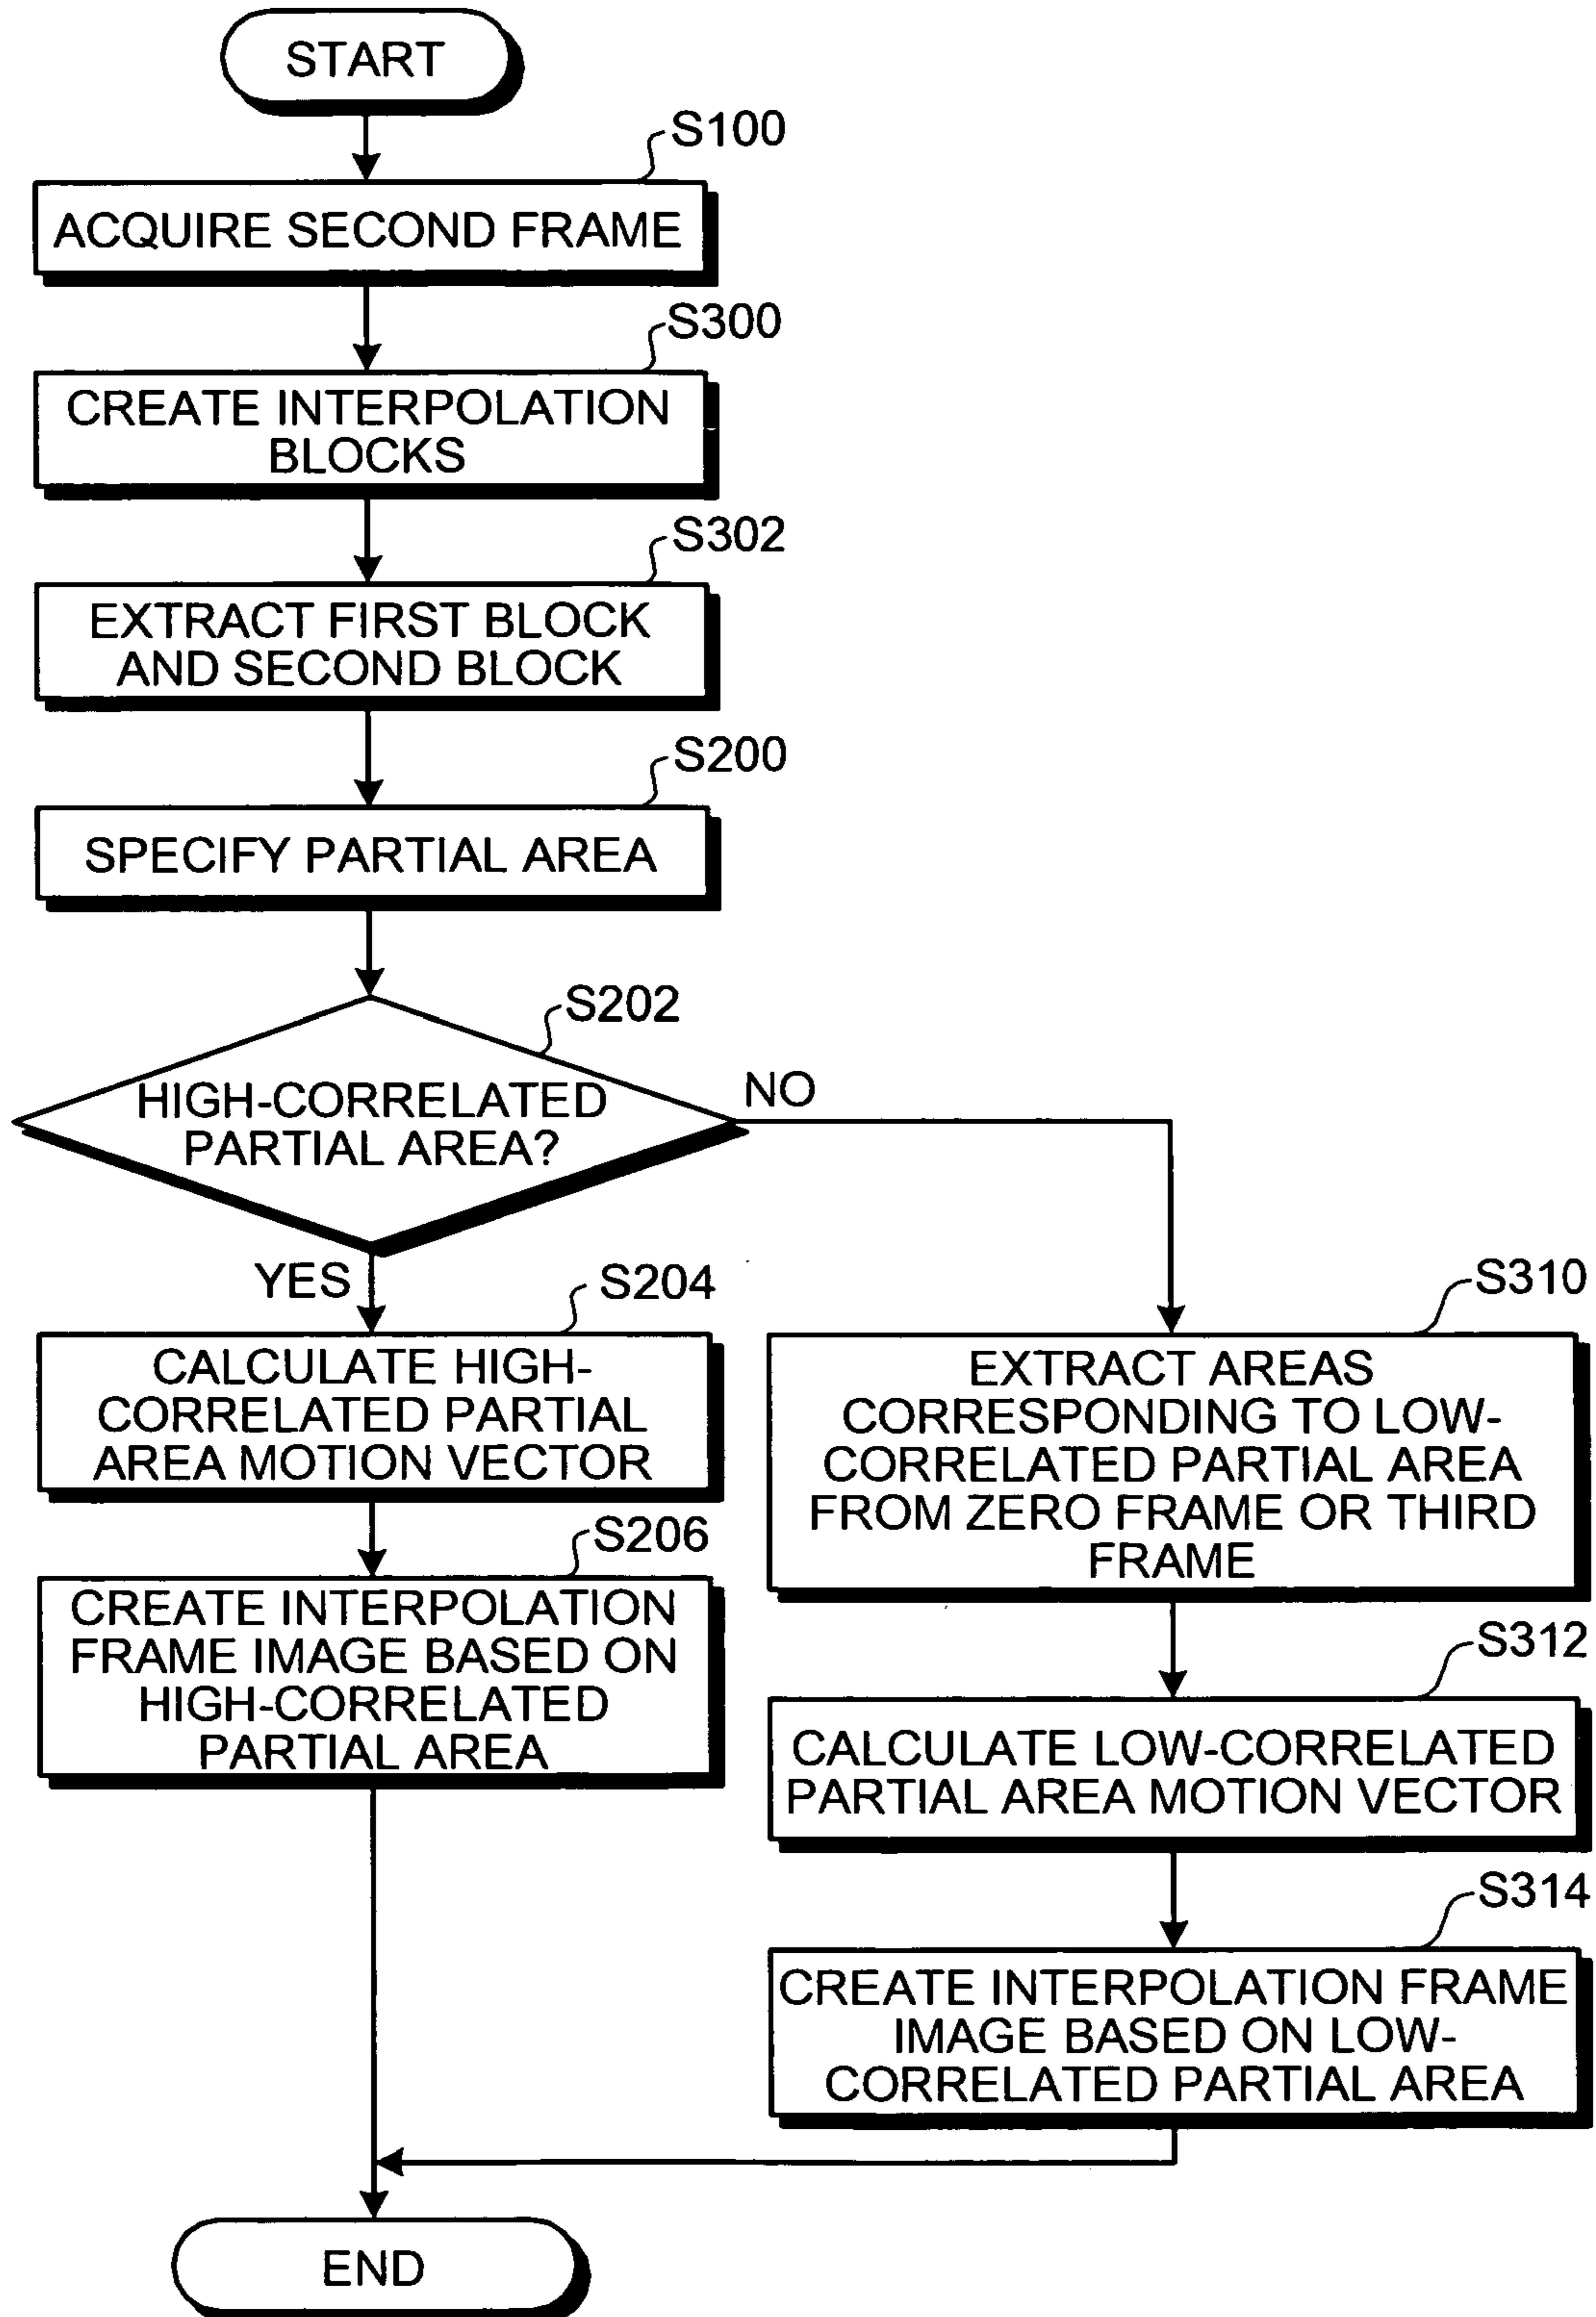 START
S100
ACQUIRE SECOND FRAME
S300
CREATE INTERPOLATION
BLOCKS
S302
EXTRACT FIRST BLOCK
AND SECOND BLOCK
S200
SPECIFY PARTIAL AREA
S202
HIGH-CORRELATED
PARTIAL AREA?
NO
YES
S204
CALCULATE HIGH-
CORRELATED PARTIAL
AREA MOTION VECTOR
S206
CREATE INTERPOLATION
FRAME IMAGE BASED ON
HIGH-CORRELATED
PARTIAL AREA
S310
EXTRACT AREAS
CORRESPONDING TO LOW-
CORRELATED PARTIAL AREA
FROM ZERO FRAME OR THIRD
FRAME
S312
CALCULATE LOW-CORRELATED
PARTIAL AREA MOTION VECTOR
S314
CREATE INTERPOLATION FRAME
IMAGE BASED ON LOW-
CORRELATED PARTIAL AREA
END